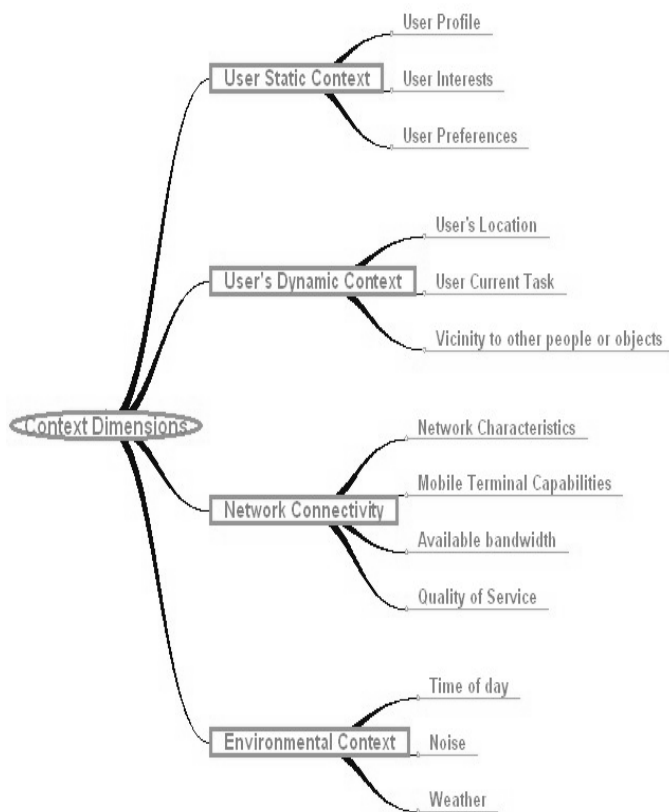 User Profile
User Static Context
User Interests
User Preferences
User's Location
User's Dynamic Context
User Current Task
Vicinity to other people or objects
Context Dimensions
Network Characteristics
Mobile Terminal Capabilities
Network Connectivity
Available bandwidth
Quality of Service
Time of day
Environmental Context
Noise
Weather